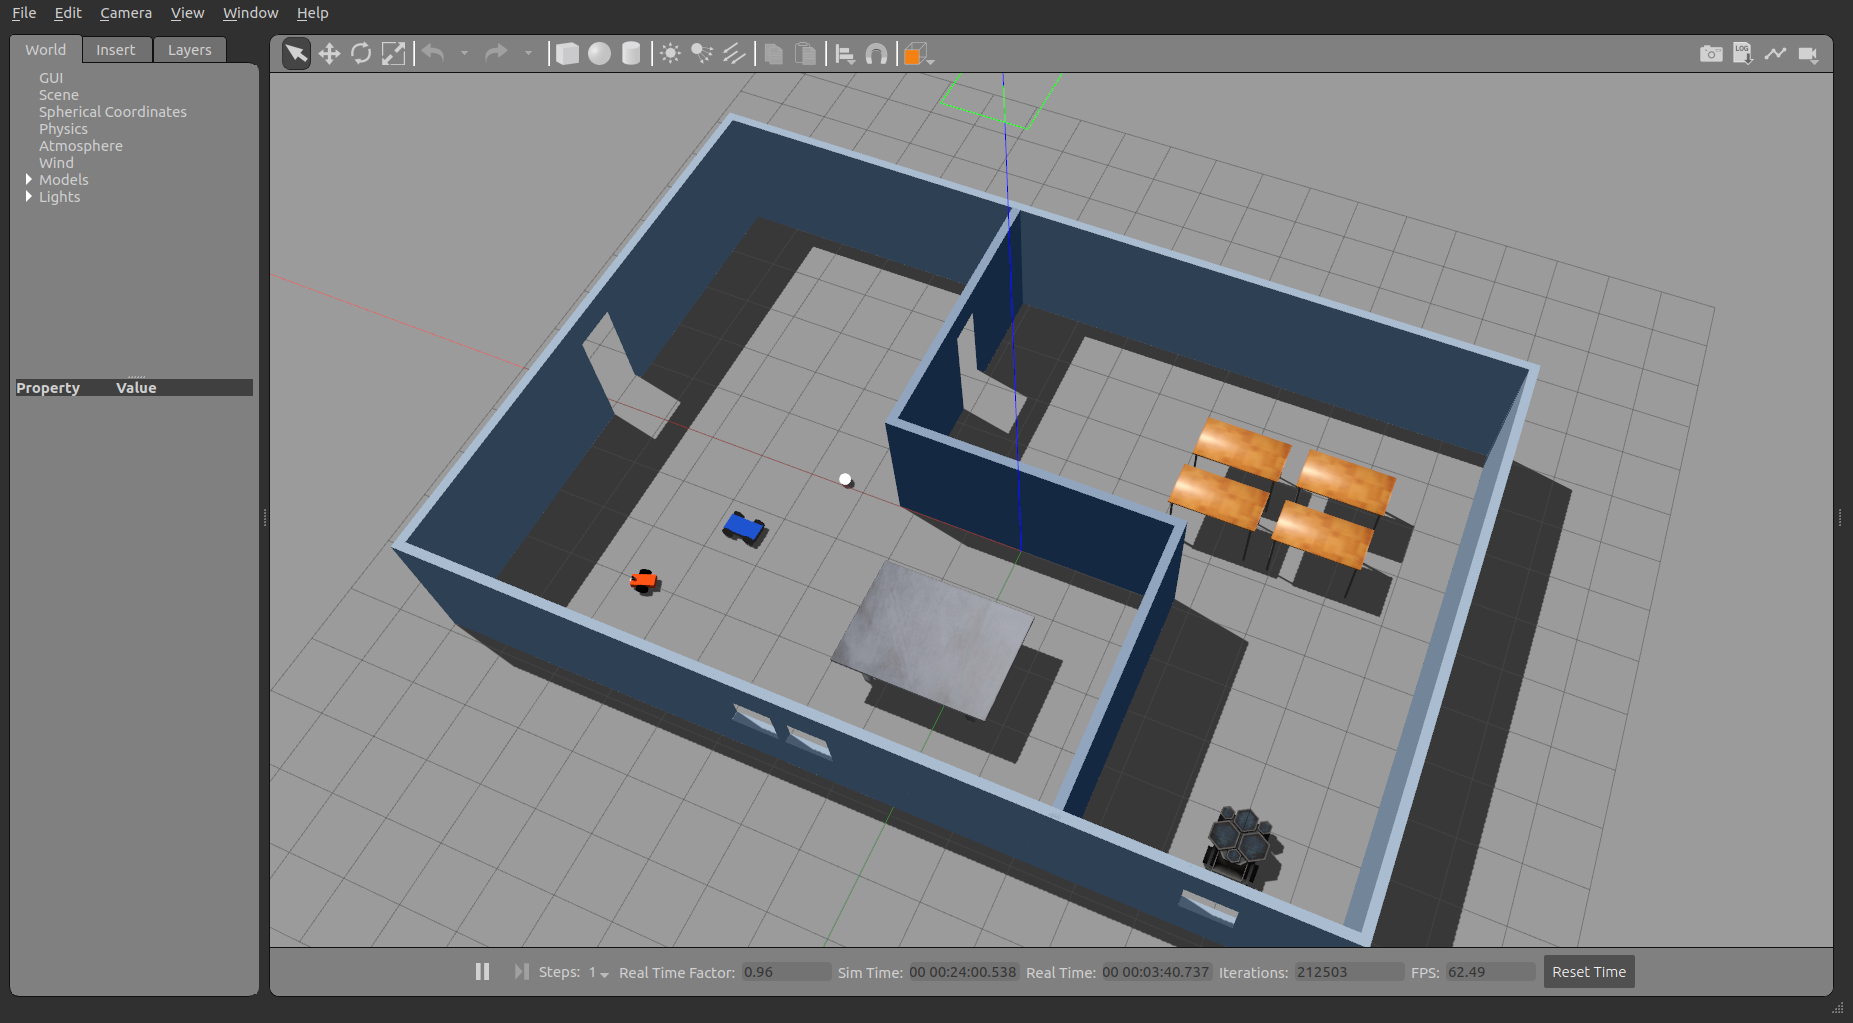 File Edit Camera View Window Help
World Insert Layers
LOG
GUI
Scene
Spherical Coordinates
Physics
Atmosphere
Wind
Models
Lights
Property Value
Steps: 1 Real Time Factor: 0.96 Sim Time: 00 00:24:00.538 Real Time: 00 00:03:40.737 Iterations: 212503 FPS: 62.49 Reset Time